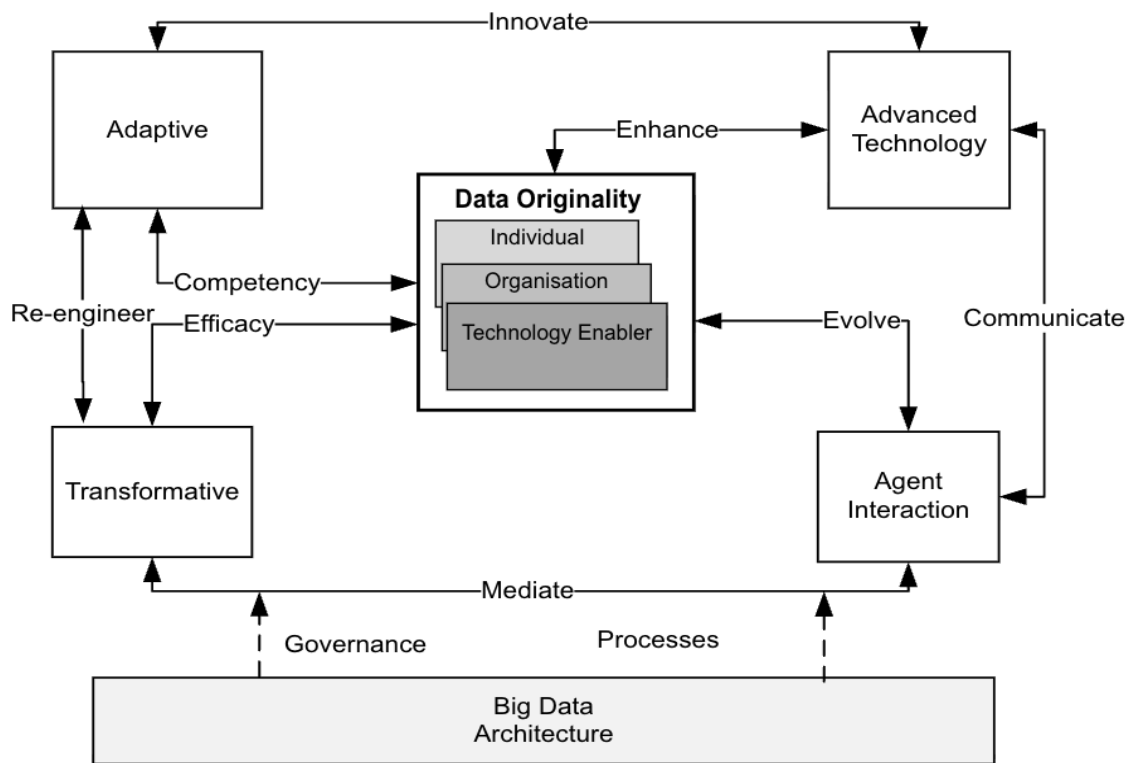 Innovate
Adaptive
Advanced
Technology
Enhance
Data Originality
Individual
Organisation
Technology Enabler
Competency
Re-engineer
Efficacy
Evolve
Communicate
Transformative
Agent
Interaction
Mediate
Governance
Processes
Big Data
Architecture